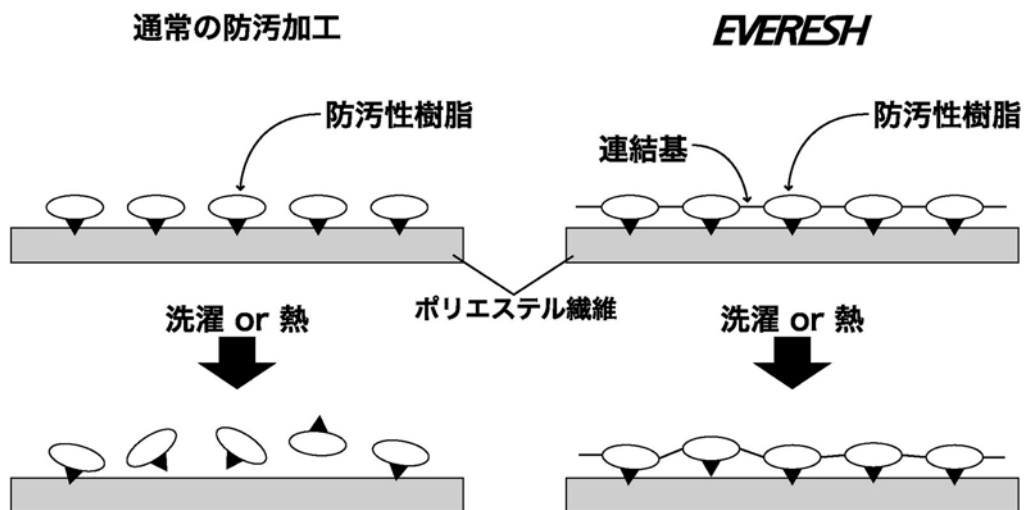 通常の防汚加工
EVERESH
防汚性樹脂
防汚性樹脂
連結基
ポリエステル繊維
洗濯 or 熱
洗濯 or 熱